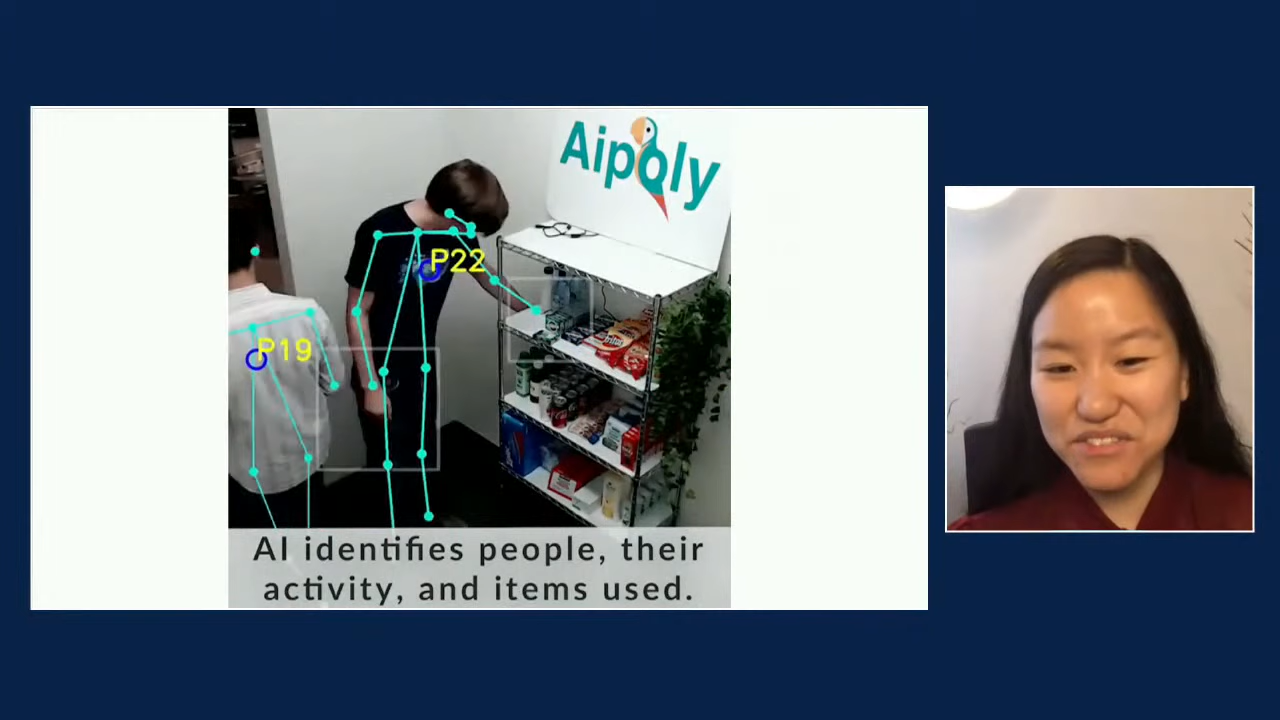 Aipoly
P22
P19
AI identifies people, their
activity, and items used.